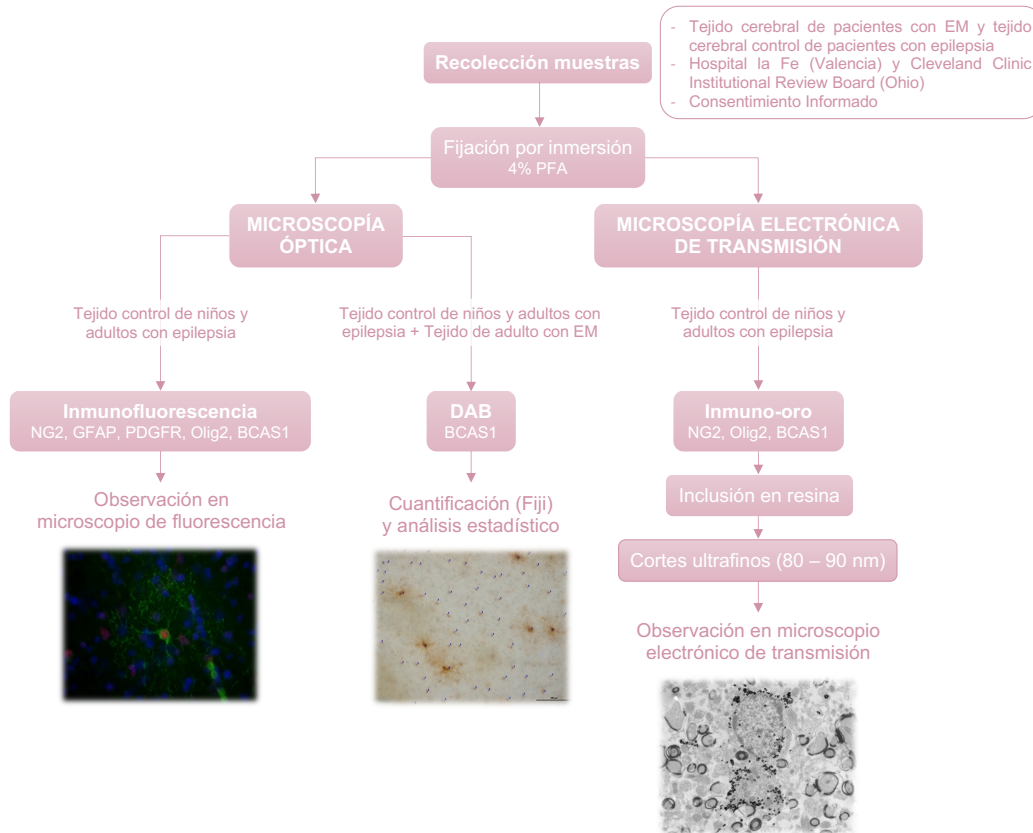 - Tejido cerebral de pacientes con EM y tejido
cerebral control de pacientes con epilepsia
- Hospital la Fe (Valencia) y Cleveland Clinic
Institutional Review Board (Ohio)
- Consentimiento Informado
Recolección muestras
Fijación por inmersión
4% PFA
MICROSCOPÍA
ÓPTICA
MICROSCOPÍA ELECTRÓNICA
DE TRANSMISIÓN
Tejido control de niños y
adultos con epilepsia
Tejido control de niños y adultos con
epilepsia + Tejido de adulto con EM
Tejido control de niños y
adultos con epilepsia
Inmunofluorescencia
NG2, GFAP, PDGFR, Olig2, BCAS1
DAB
BCAS1
Inmuno-oro
NG2, Olig2, BCAS1
Observación en
microscopio de fluorescencia
Cuantificación (Fiji)
y análisis estadístico
Inclusión en resina
Cortes ultrafinos (80 – 90 nm)
Observación en microscopio
electrónico de transmisión